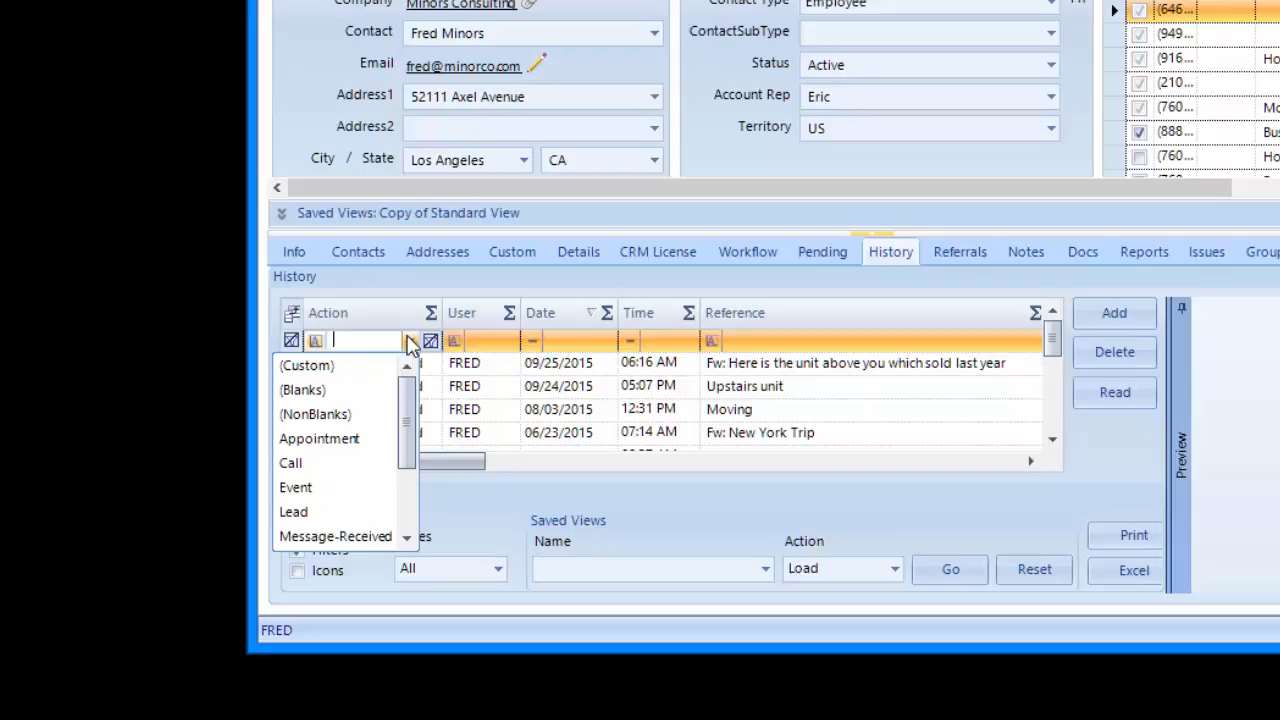 Company Minors Consulting
Contact Fred Minors
Email fred@minorco.com
Address1 52111 Axel Avenue
Address2
City / State Los Angeles CA
Contact Type Employee
ContactSubType
Status Active
Account Rep Eric
Territory US
(646...
(949...
(916... Ho
(210...
(760... Mo
(888... Bus
(760... Ho
(760...
Saved Views: Copy of Standard View
Info Contacts Addresses Custom Details CRM License Workflow Pending History Referrals Notes Docs Reports Issues Group
History
Action User Date Time Reference
FRED 09/25/2015 06:16 AM Fw: Here is the unit above you which sold last year
FRED 09/24/2015 05:07 PM Upstairs unit
FRED 08/03/2015 12:31 PM Moving
FRED 06/23/2015 07:14 AM Fw: New York Trip
(Custom)
(Blanks)
(NonBlanks)
Appointment
Call
Event
Lead
Message-Received
Add
Delete
Read
Preview
Filters
Icons
All
Saved Views
Name Action
Load Go Reset
Print
Excel
FRED